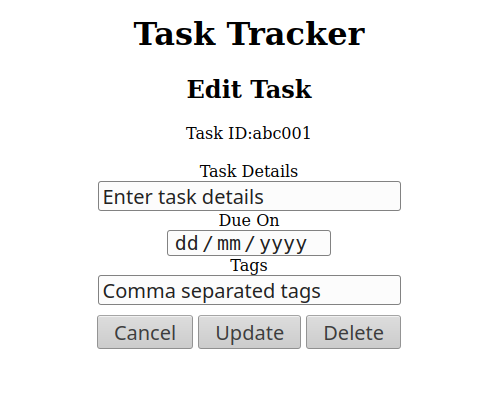 Task Tracker
Edit Task
Task ID:abc001
Task Details
Enter task details
Due On
dd/mm/yyyy
Tags
Comma separated tags
Cancel Update Delete